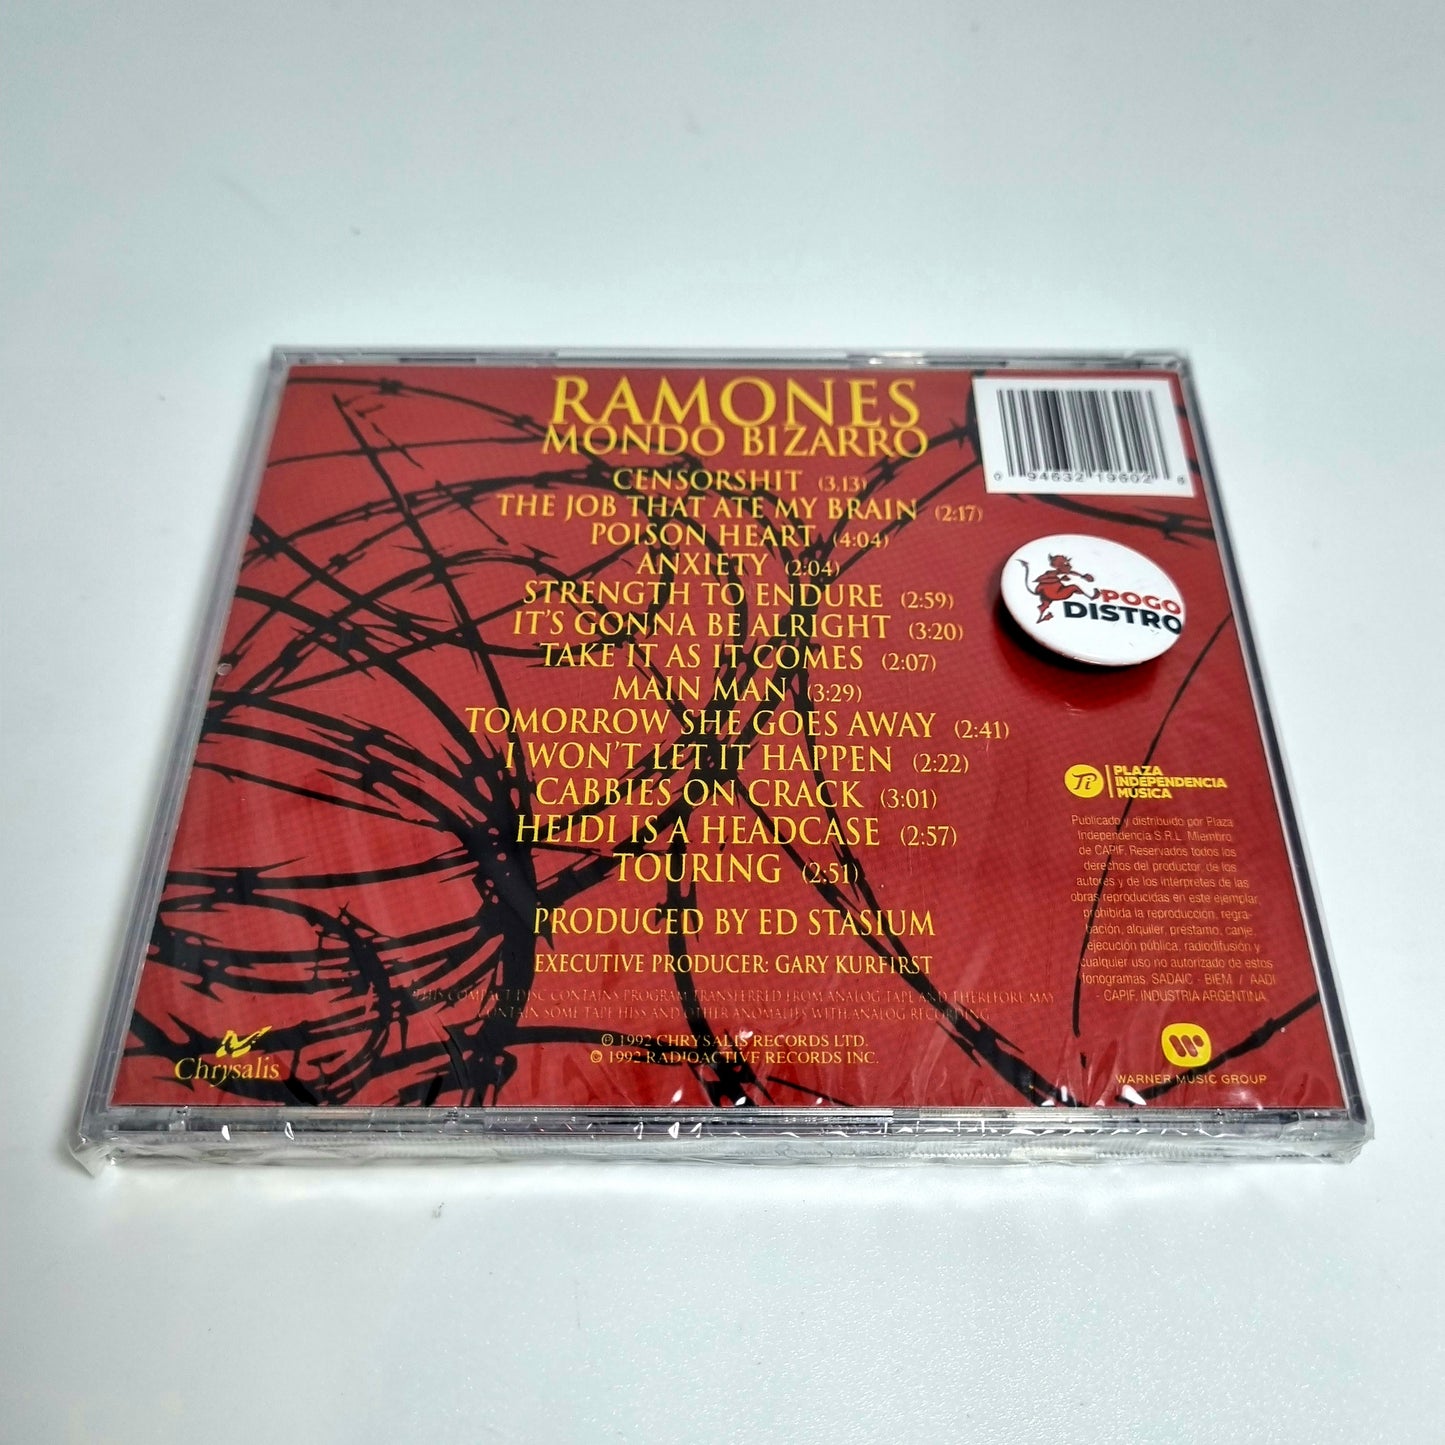 RAMONES
MONDO BIZARRO
CENSORSHIT (3.13)
THE JOB THAT ATE MY BRAIN (2:17)
POISON HEART (4:04)
ANXIETY (2:04)
STRENGTH TO ENDURE (2:59)
IT'S GONNA BE ALRIGHT (3:20)
TAKE IT AS IT COMES (2:07)
MAIN MAN (3:29)
TOMORROW SHE GOES AWAY (2:41)
I WON'T LET IT HAPPEN (2:22)
CABBIES ON CRACK (3:01)
HEIDI IS A HEADCASE (2:57)
TOURING (2:51)
PRODUCED BY ED STASIUM
EXECUTIVE PRODUCER: GARY KURFIRST
THIS COMPACT DISC CONTAINS PROGRAM TRANSFERRED FROM ANALOG TAPE AND THEREFORE MAY
CONTAIN SOME TAPE HISS AND OTHER ANOMALIES WITH ANALOG RECORDING
© 1992 CHRYSALIS RECORDS LTD.
℗ 1992 RADIOACTIVE RECORDS INC.
Chrysalis
0 94632 19602 8
POGO
DISTRO
Pi
PLAZA
INDEPENDENCIA
MUSICA
Publicado y distribuido por Plaza
Independencia S.R.L. Miembro
de CAPIF. Reservados todos los
derechos del productor, de los
autores y de los intérpretes de las
obras reproducidas en este ejemplar,
prohibida la reproducción, regra-
bación, alquiler, préstamo, canje,
ejecución pública, radiodifusión y
cualquier uso no autorizado de estos
fonogramas. SADAIC - BIEM / AADI
- CAPIF. INDUSTRIA ARGENTINA.
WARNER MUSIC GROUP